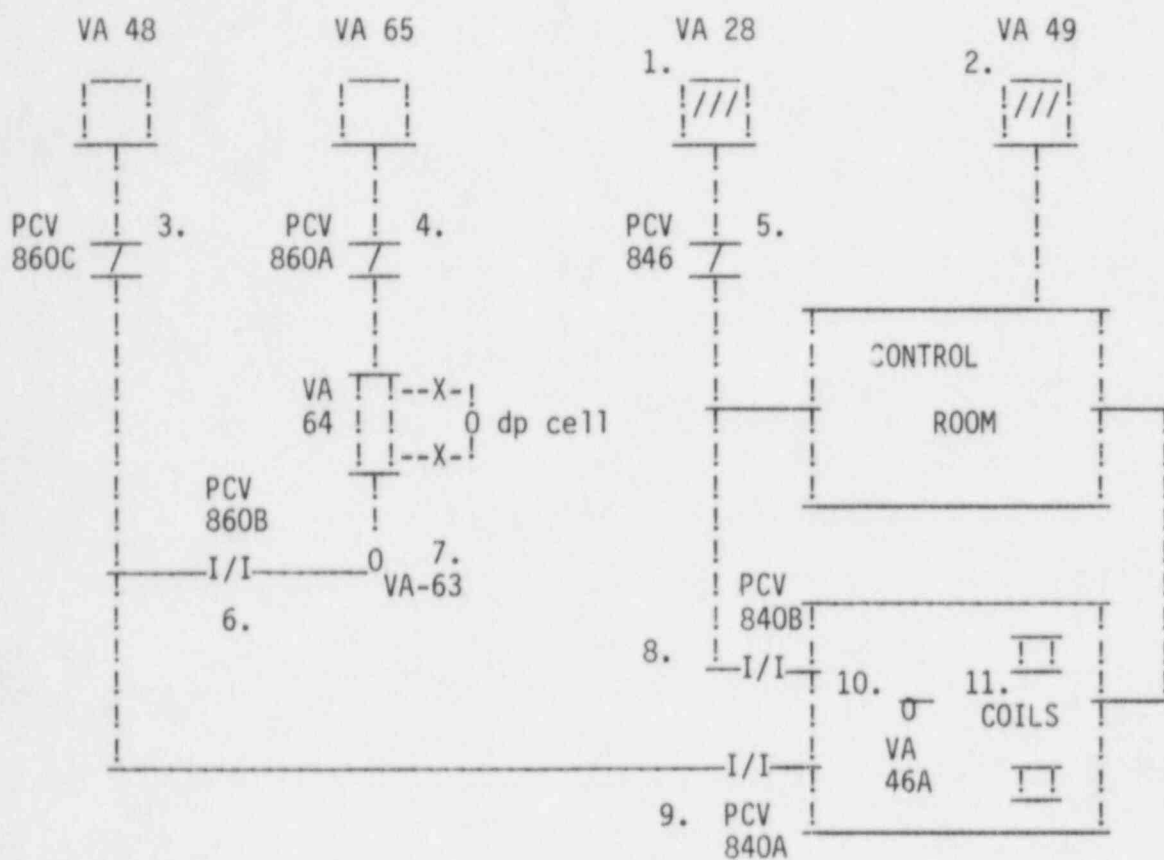 VA 48
VA 65
VA 28
VA 49
1.
2.
PCV
860C
3.
PCV
860A
4.
PCV
846
5.
CONTROL
ROOM
VA
64
--X-
0 dp cell
--X-
PCV
860B
I/I
6.
0
7.
VA-63
PCV
840B
8.
I/I
10.
0
VA
46A
11.
COILS
I/I
9.
PCV
840A